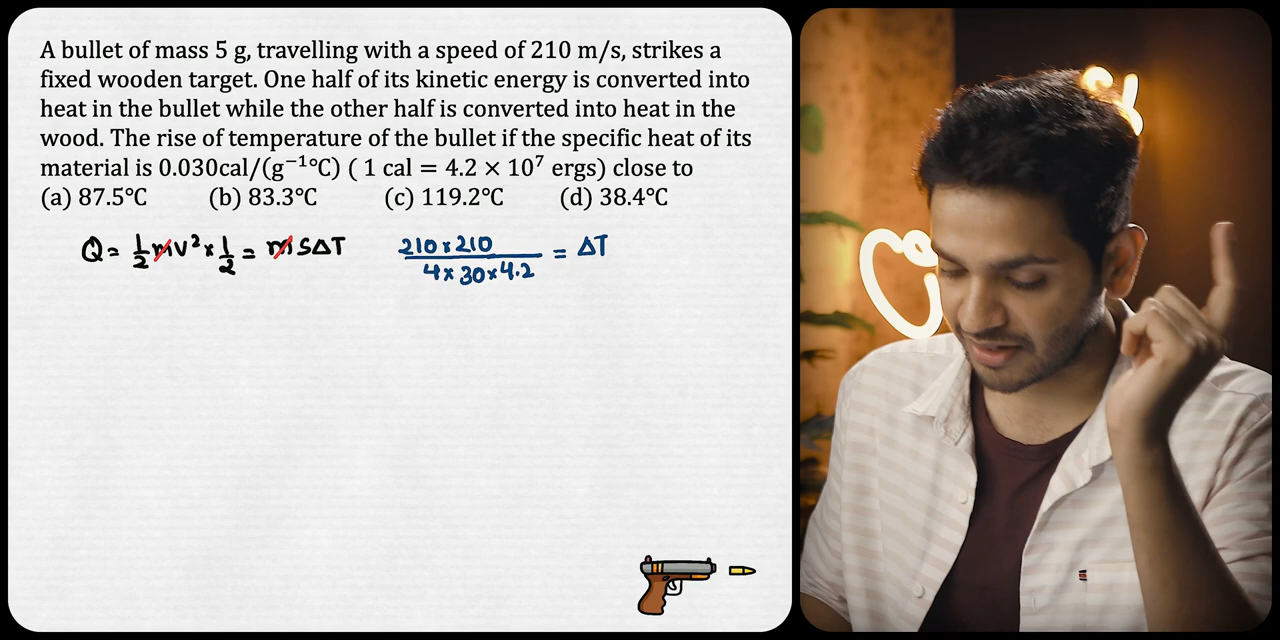 A bullet of mass 5 g, travelling with a speed of 210 m/s, strikes a
fixed wooden target. One half of its kinetic energy is converted into
heat in the bullet while the other half is converted into heat in the
wood. The rise of temperature of the bullet if the specific heat of its
material is 0.030cal/(g⁻¹°C) ( 1 cal = 4.2 × 10⁷ ergs) close to
(a) 87.5°C (b) 83.3°C (c) 119.2°C (d) 38.4°C
Q = 1/2 mv² × 1/2 = m s ΔT
210 × 210 / 4 × 30 × 4.2 = ΔT